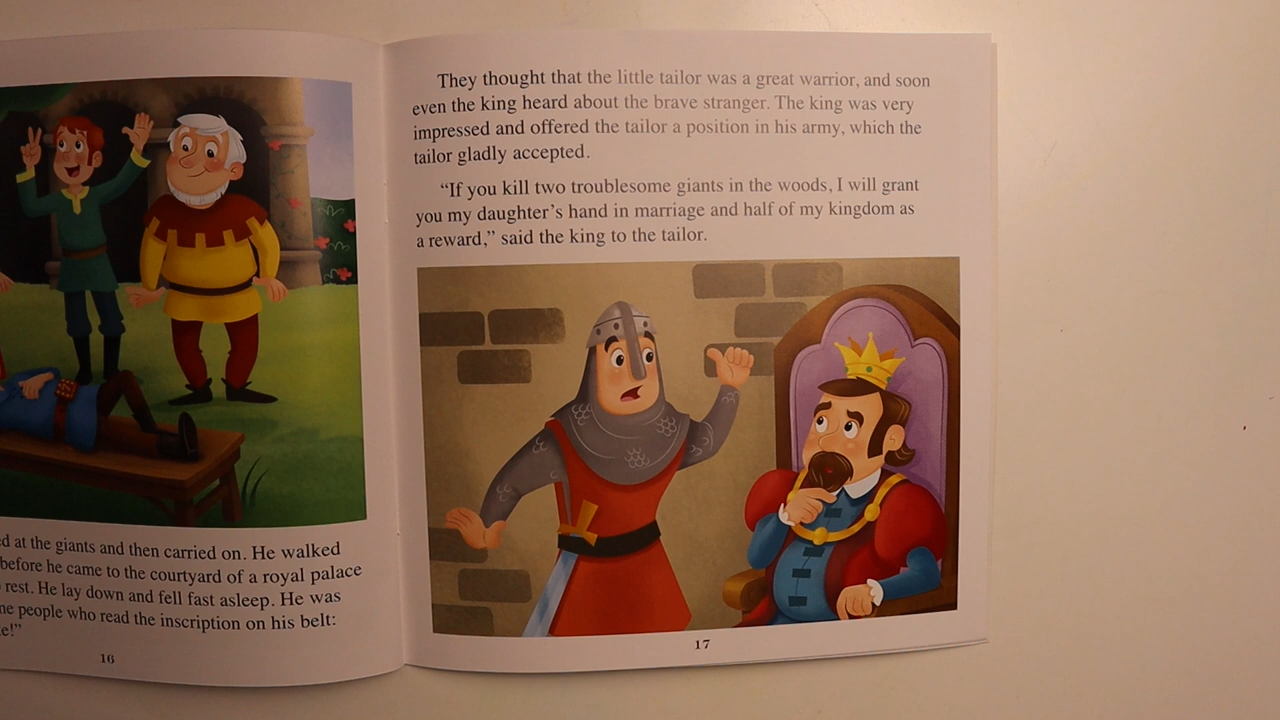 ed at the giants and then carried on. He walked
before he came to the courtyard of a royal palace
rest. He lay down and fell fast asleep. He was
people who read the inscription on his belt:
16
They thought that the little tailor was a great warrior, and soon
even the king heard about the brave stranger. The king was very
impressed and offered the tailor a position in his army, which the
tailor gladly accepted.
“If you kill two troublesome giants in the woods, I will grant
you my daughter’s hand in marriage and half of my kingdom as
a reward,” said the king to the tailor.
17